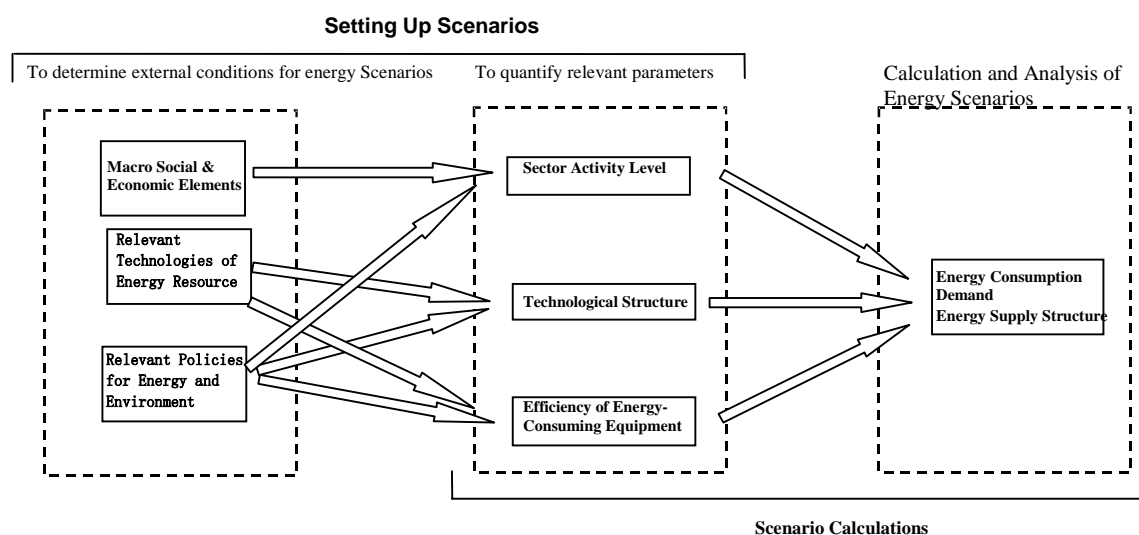 Setting Up Scenarios
To determine external conditions for energy Scenarios
To quantify relevant parameters
Calculation and Analysis of
Energy Scenarios
Macro Social &
Economic Elements
Relevant
Technologies of
Energy Resource
Relevant Policies
for Energy and
Environment
Sector Activity Level
Technological Structure
Efficiency of Energy-
Consuming Equipment
Energy Consumption
Demand
Energy Supply Structure
Scenario Calculations